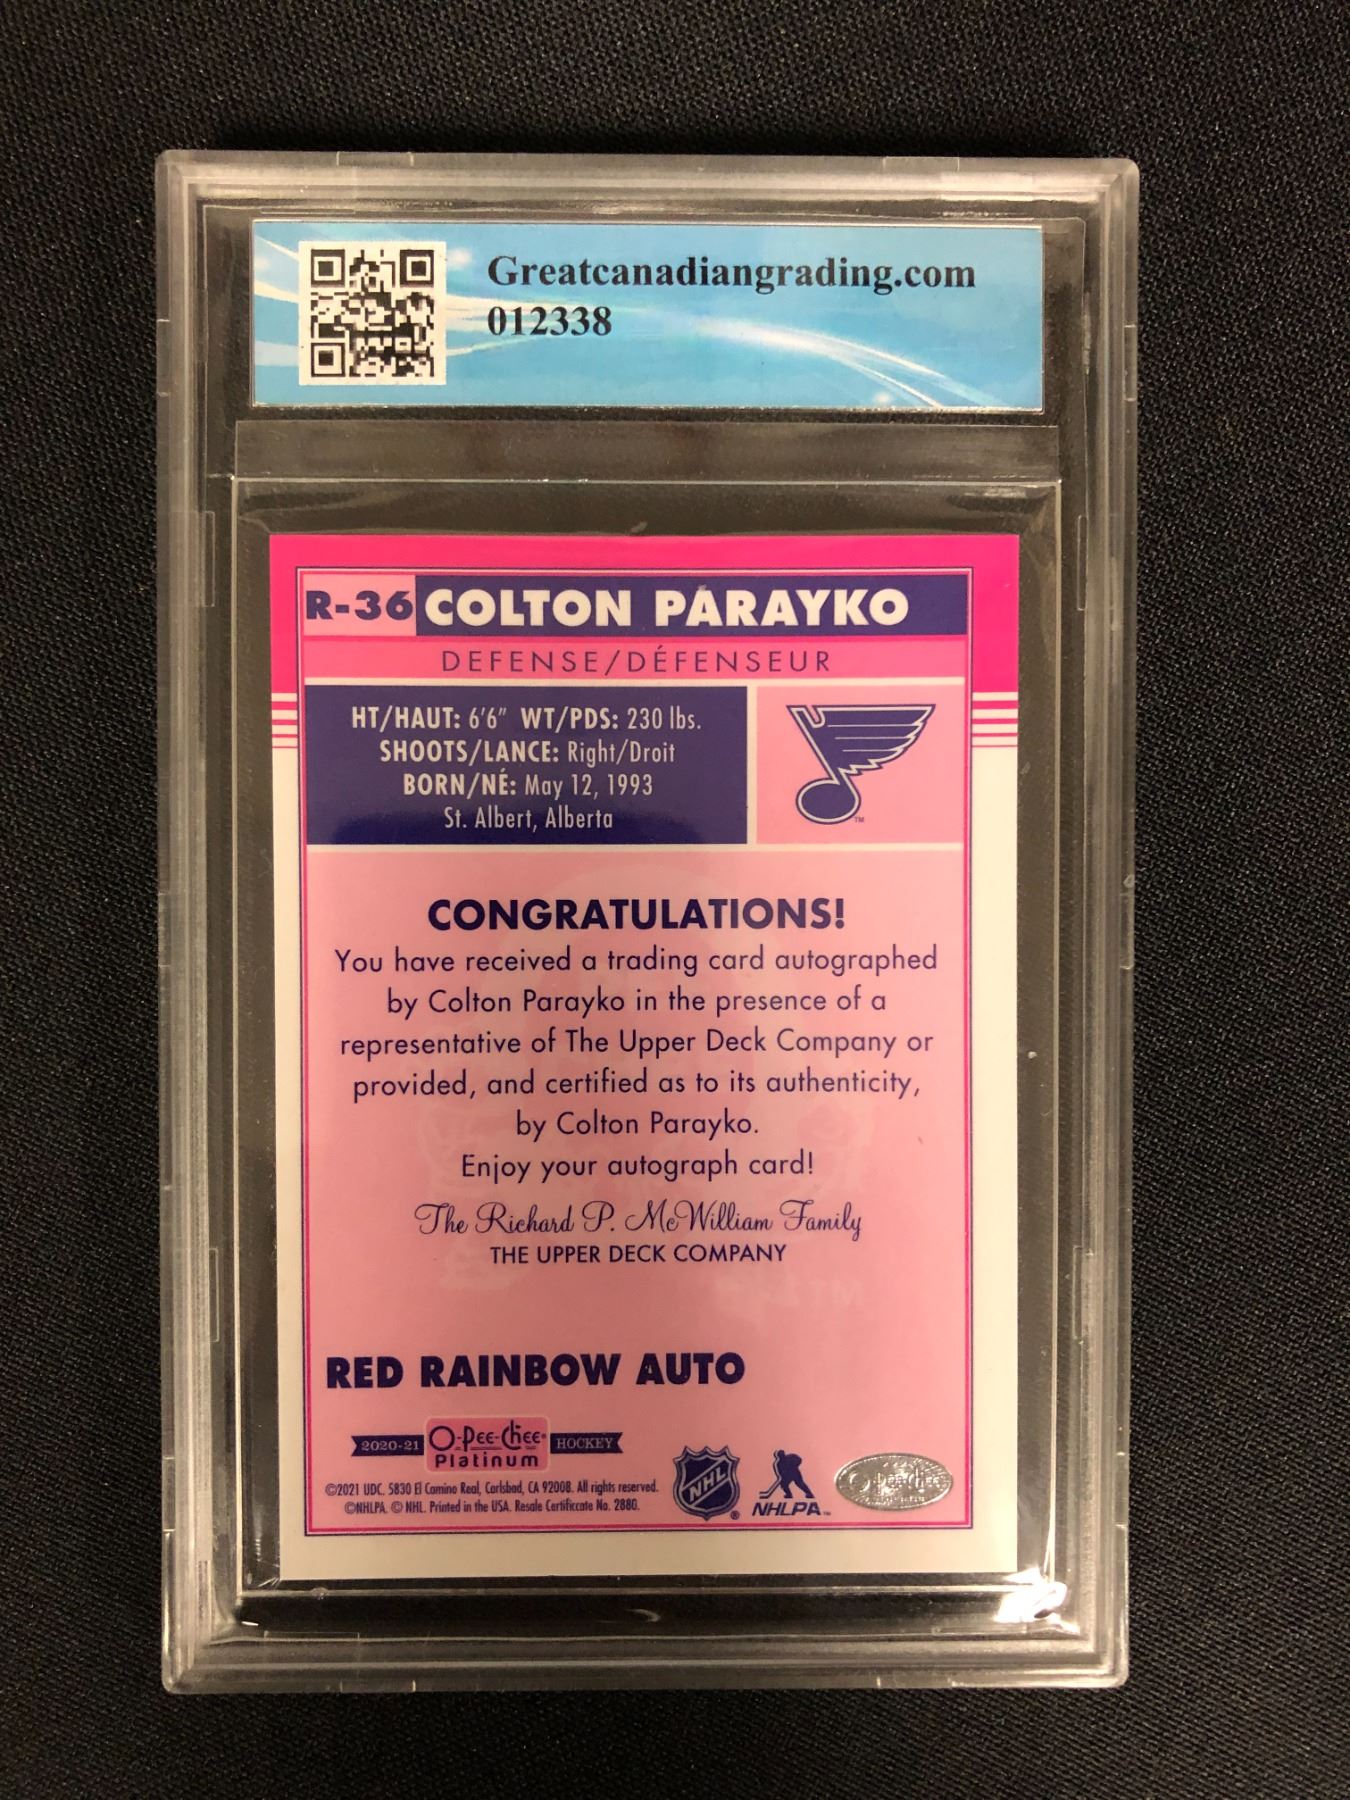 Greatcanadiangrading.com
012338
R-36 COLTON PARAYKO
DEFENSE/DÉFENSEUR
HT/HAUT: 6'6" WT/PDS: 230 lbs.
SHOOTS/LANCE: Right/Droit
BORN/NÉ: May 12, 1993
St. Albert, Alberta
TM
CONGRATULATIONS!
You have received a trading card autographed
by Colton Parayko in the presence of a
representative of The Upper Deck Company or
provided, and certified as to its authenticity,
by Colton Parayko.
Enjoy your autograph card!
The Richard P. McWilliam Family
THE UPPER DECK COMPANY
RED RAINBOW AUTO
2020-21 O-Pee-Chee® HOCKEY
Platinum
©2021 UDC. 5830 El Camino Real, Carlsbad, CA 92008. All rights reserved.
©NHLPA. © NHL. Printed in the USA. Resale Certificcate No. 2880.
NHL ®
NHLPA TM
O-Pee-Chee